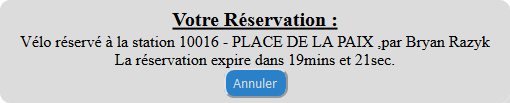 Votre Réservation :
Vélo réservé à la station 10016 - PLACE DE LA PAIX ,par Bryan Razyk
La réservation expire dans 19mins et 21sec.
Annuler